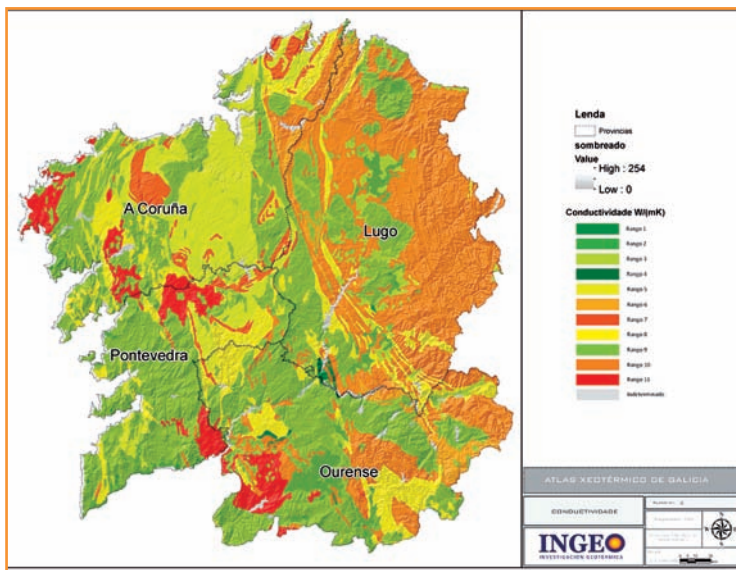 A Coruña
Lugo
Pontevedra
Ourense
Lenda
Provincias
sombreado
Value
High : 254
Low : 0
Conductividade W/(mK)
Rango 1
Rango 2
Rango 3
Rango 4
Rango 5
Rango 6
Rango 7
Rango 8
Rango 9
Rango 10
Rango 11
Indeterminado
ATLAS XEOTÉRMICO DE GALICIA
CONDUCTIVIDADE
INGEO
INVESTIGACIÓN XEOTÉRMICA